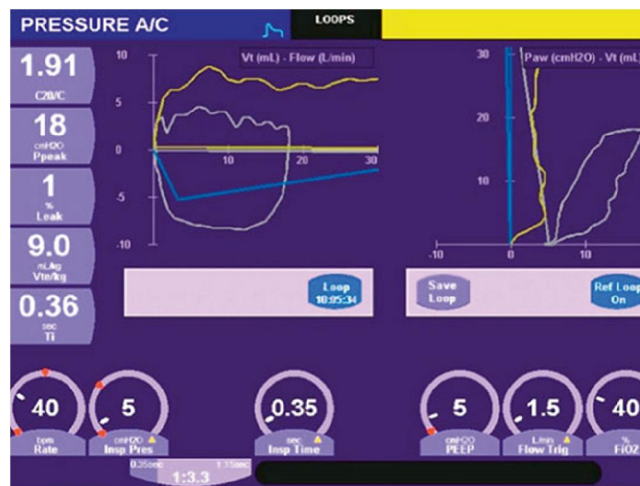 PRESSURE A/C
LOOPS
1.91
C20/C
18
cmH2O
Ppeak
1
%
Leak
9.0
mL/kg
Vte/kg
0.36
sec
Ti
Vt (mL) - Flow (L/min)
10
5
0
-5
-10
10
20
30
Paw (cmH2O) - Vt (mL
30
20
10
-10
0
10
Loop
10:05:34
Save
Loop
Ref Loop
On
40
bpm
Rate
5
cmH2O
Insp Pres
0.35
sec
Insp Time
5
cmH2O
PEEP
1.5
L/min
Flow Trig
40
%
FiO2
0.35sec
1.15sec
1:3.3